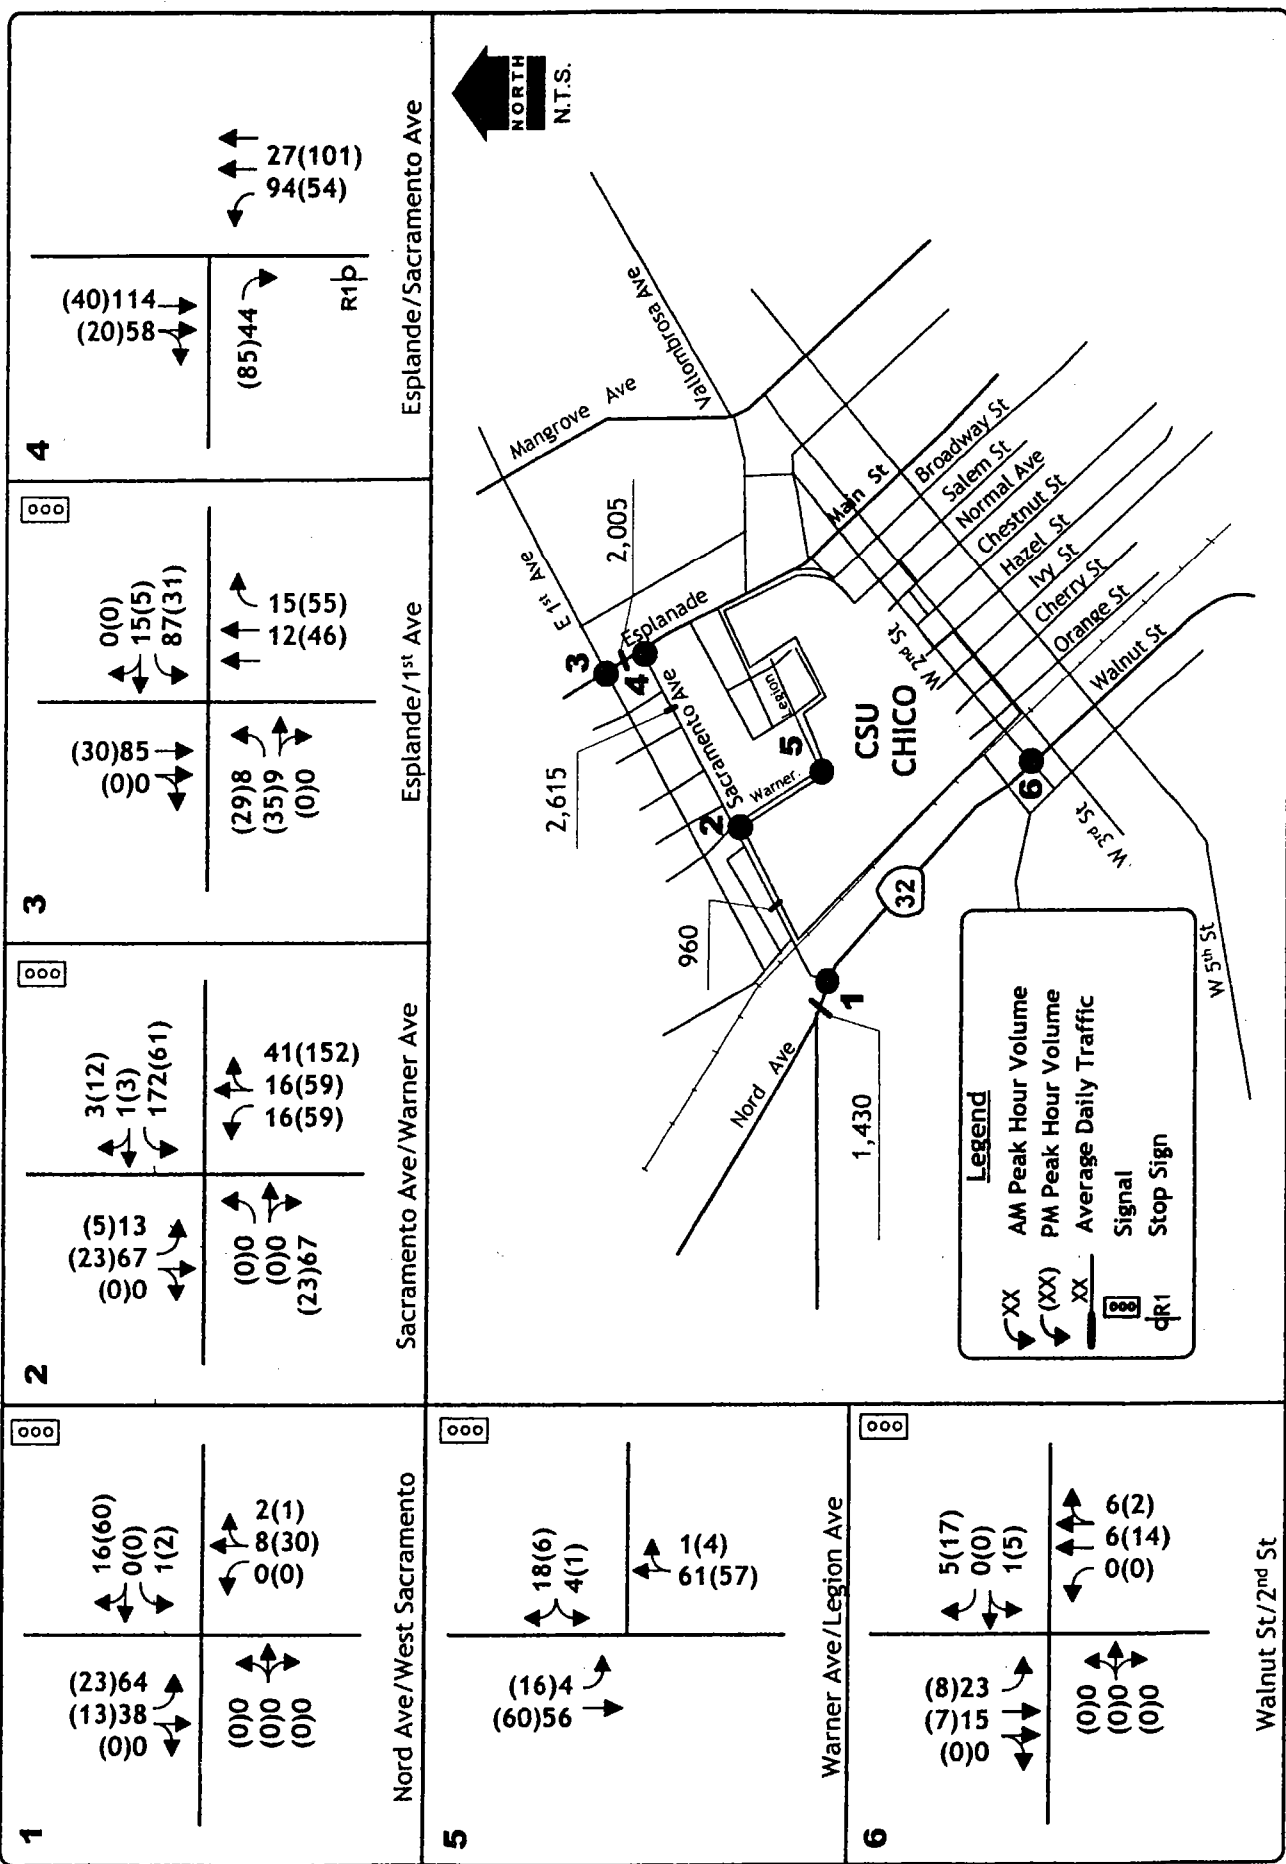 1
16(60)
0(0)
1(2)
(23)64
(13)38
(0)0
2(1)
8(30)
0(0)
(0)0
(0)0
(0)0
Nord Ave/West Sacramento
2
3(12)
1(3)
172(61)
(5)13
(23)67
(0)0
41(152)
16(59)
16(59)
(0)0
(0)0
(23)67
Sacramento Ave/Warner Ave
3
0(0)
15(5)
87(31)
(30)85
(0)0
15(55)
12(46)
(29)8
(35)9
(0)0
Esplande/1st Ave
4
(40)114
(20)58
27(101)
94(54)
(85)44
R1
Esplande/Sacramento Ave
5
18(6)
4(1)
(16)4
(60)56
1(4)
61(57)
Warner Ave/Legion Ave
6
5(17)
0(0)
1(5)
(8)23
(7)15
(0)0
6(2)
6(14)
0(0)
(0)0
(0)0
(0)0
Walnut St/2nd St
NORTH
N.T.S.
Mangrove Ave
Vallombrosa Ave
E 1st Ave
2,005
2,615
960
1,430
3
4
2
5
1
6
Esplanade
Sacramento Ave
Warner
Legion
CSU
CHICO
Nord Ave
32
Main St
Broadway St
Salem St
Normal Ave
Chestnut St
Hazel St
Ivy St
Cherry St
Orange St
Walnut St
W 2nd St
W 3rd St
W 5th St
Legend
XX AM Peak Hour Volume
(XX) PM Peak Hour Volume
XX Average Daily Traffic
Signal
R1 Stop Sign